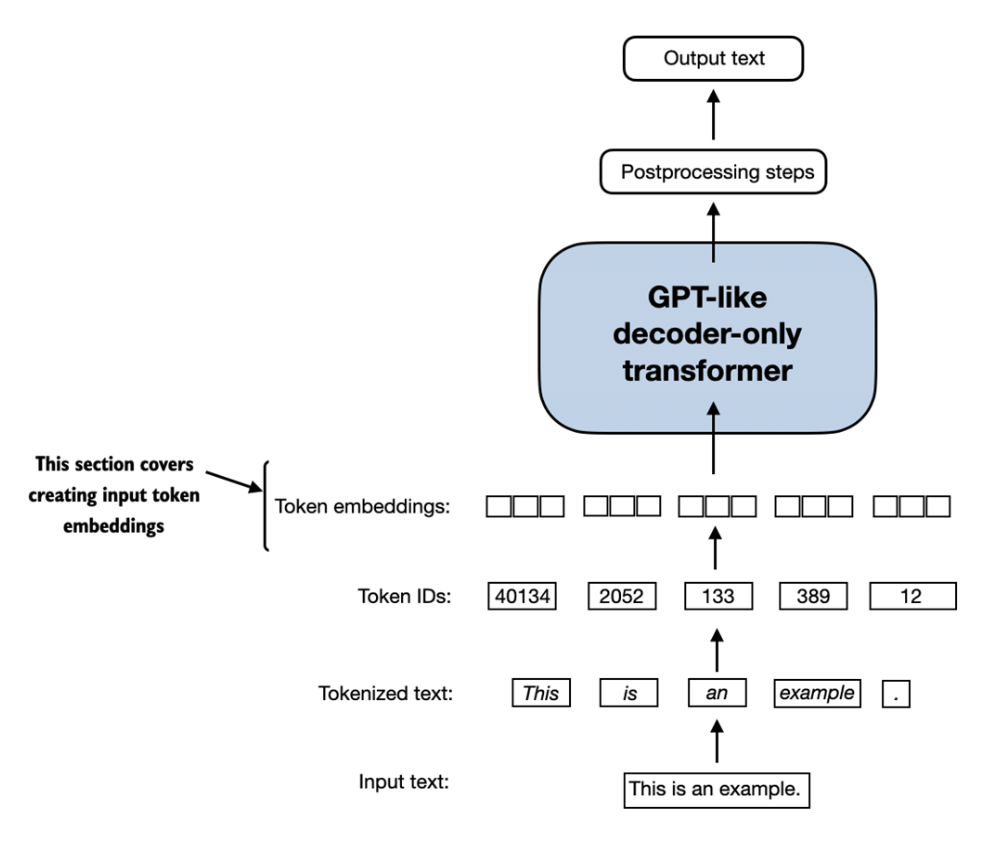 Output text
Postprocessing steps
GPT-like
decoder-only
transformer
This section covers
creating input token
embeddings
Token embeddings:
Token IDs: 40134 2052 133 389 12
Tokenized text: This is an example .
Input text: This is an example.